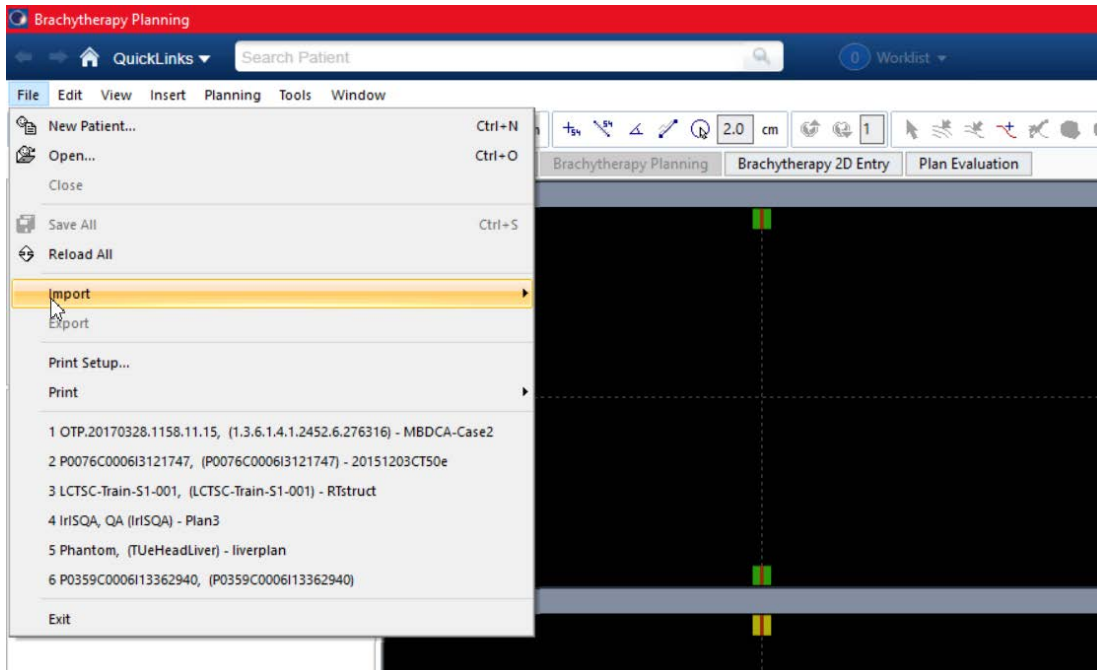 Brachytherapy Planning
QuickLinks Search Patient 0 Worklist
File Edit View Insert Planning Tools Window
New Patient... Ctrl+N
2.0 cm 1
Open... Ctrl+O
Brachytherapy Planning Brachytherapy 2D Entry Plan Evaluation
Close
Save All Ctrl+S
Reload All
Import
Export
Print Setup...
Print
1 OTP.20170328.1158.11.15, (1.3.6.1.4.1.2452.6.276316) - MBDCA-Case2
2 P0076C0006I3121747, (P0076C0006I3121747) - 20151203CT50e
3 LCTSC-Train-S1-001, (LCTSC-Train-S1-001) - RTstruct
4 IrISQA, QA (IrISQA) - Plan3
5 Phantom, (TUeHeadLiver) - liverplan
6 P0359C0006I13362940, (P0359C0006I13362940)
Exit